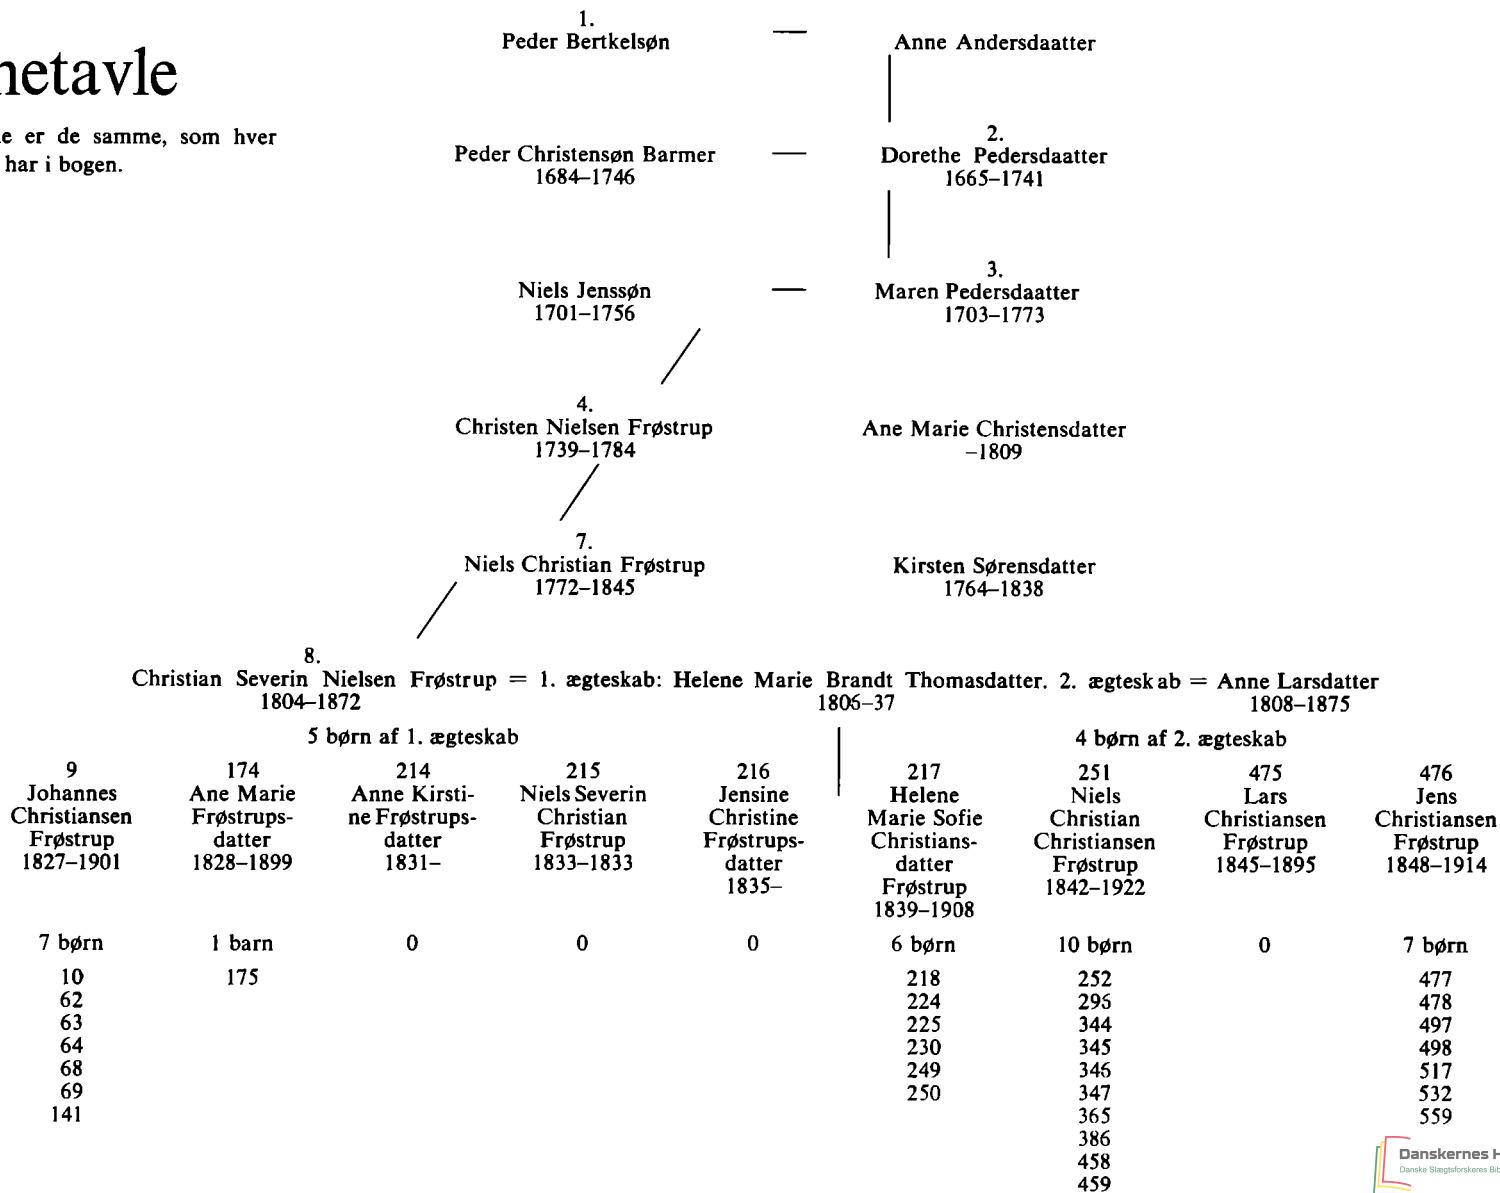 1.
Peder Bertkelsøn — Anne Andersdaatter
netavle
e er de samme, som hver
har i bogen.
2.
Peder Christensøn Barmer — Dorethe Pedersdaatter
1684–1746 1665–1741
3.
Niels Jenssøn — Maren Pedersdaatter
1701–1756 1703–1773
4.
Christen Nielsen Frøstrup Ane Marie Christensdatter
1739–1784 –1809
7.
Niels Christian Frøstrup Kirsten Sørensdatter
1772–1845 1764–1838
8.
Christian Severin Nielsen Frøstrup = 1. ægteskab: Helene Marie Brandt Thomasdatter. 2. ægteskab = Anne Larsdatter
1804–1872 1806–37 1808–1875
5 børn af 1. ægteskab 4 børn af 2. ægteskab
9
Johannes
Christiansen
Frøstrup
1827–1901
7 børn
10
62
63
64
68
69
141
174
Ane Marie
Frøstrups-
datter
1828–1899
1 barn
175
214
Anne Kirsti-
ne Frøstrups-
datter
1831–
0
215
Niels Severin
Christian
Frøstrup
1833–1833
0
216
Jensine
Christine
Frøstrups-
datter
1835–
0
217
Helene
Marie Sofie
Christians-
datter
Frøstrup
1839–1908
6 børn
218
224
225
230
249
250
251
Niels
Christian
Christiansen
Frøstrup
1842–1922
10 børn
252
296
344
345
346
347
365
386
458
459
475
Lars
Christiansen
Frøstrup
1845–1895
0
476
Jens
Christiansen
Frøstrup
1848–1914
7 børn
477
478
497
498
517
532
559
Danskernes H
Danske Slægtsforskeres Bib